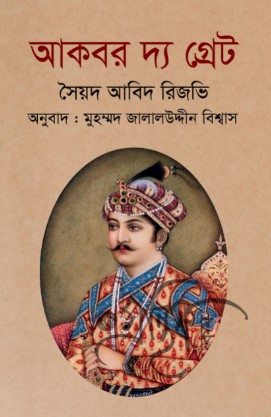 আকবর দ্য গ্রেট
সৈয়দ আবিদ রিজভি
অনুবাদ : মুহম্মদ জালালউদ্দীন বিশ্বাস